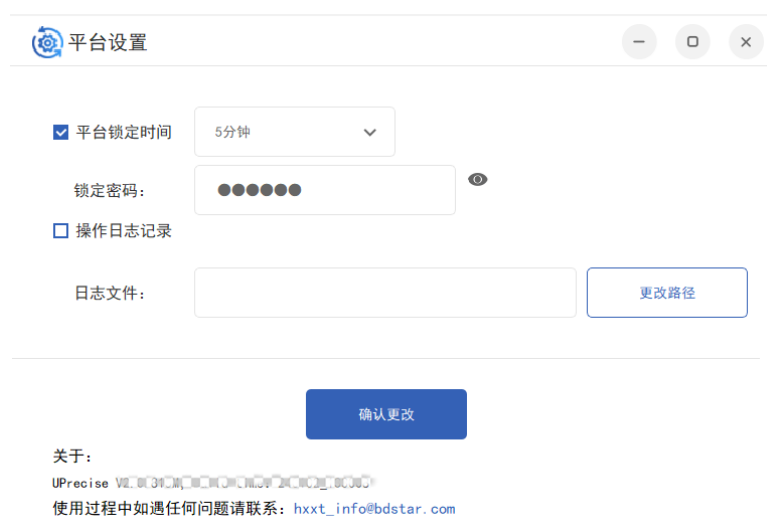 平台设置
平台锁定时间 5分钟
锁定密码： ●●●●●●
操作日志记录
日志文件： 更改路径
确认更改
关于：
UPrecise
使用过程中如遇任何问题请联系：hxxt_info@bdstar.com